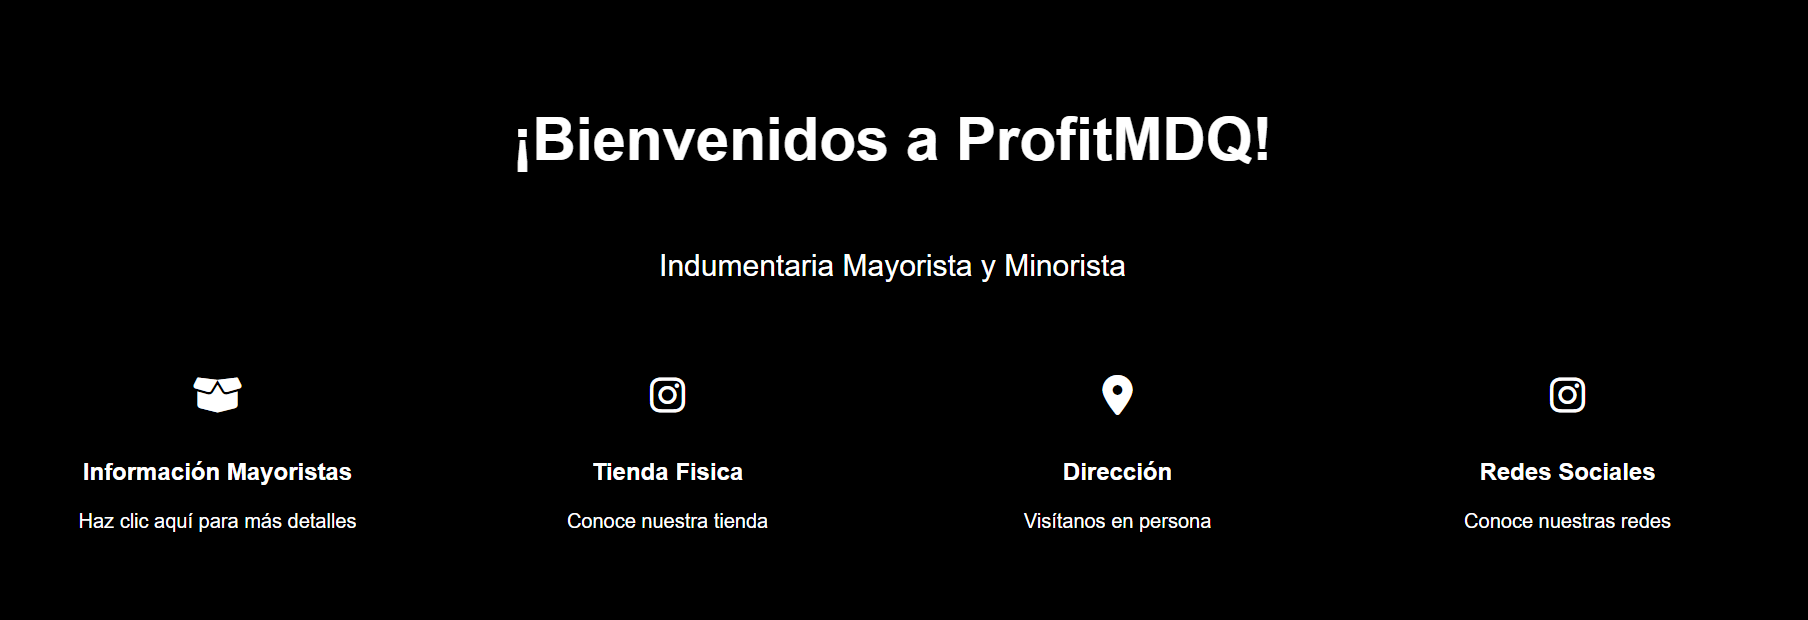 ¡Bienvenidos a ProfitMDQ!
Indumentaria Mayorista y Minorista
Información Mayoristas
Haz clic aquí para más detalles
Tienda Fisica
Conoce nuestra tienda
Dirección
Visítanos en persona
Redes Sociales
Conoce nuestras redes